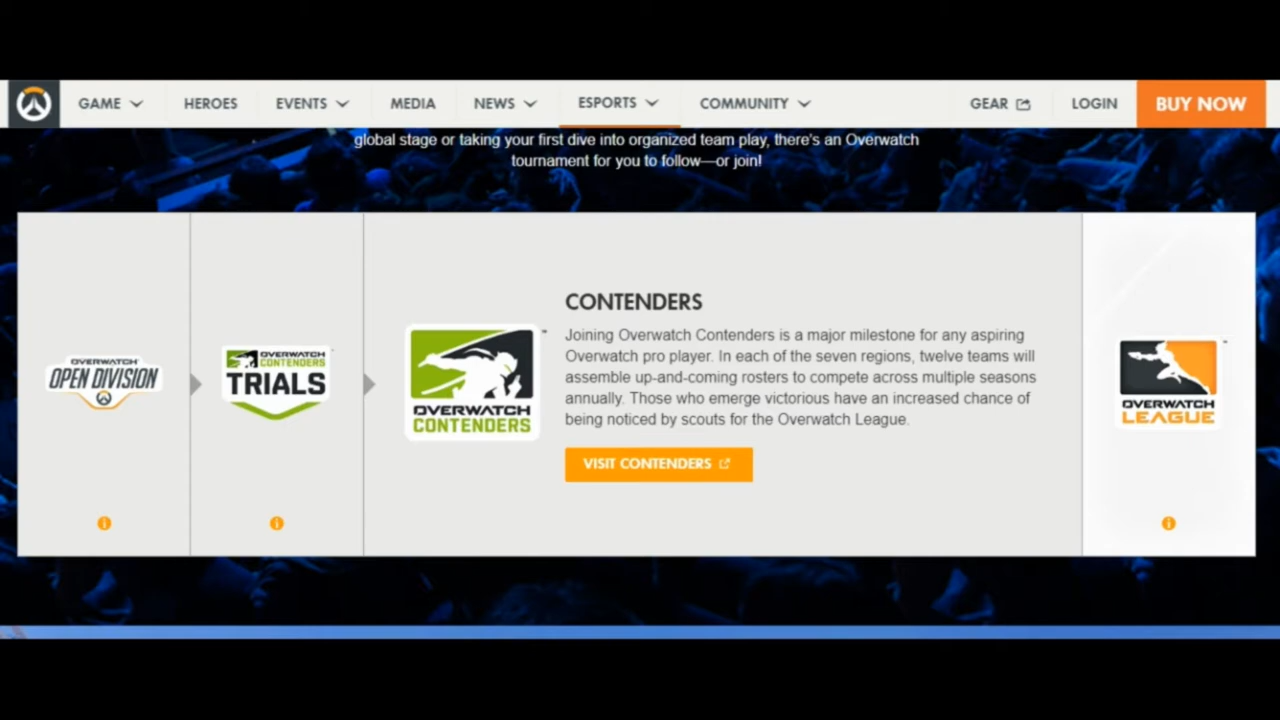 GAME
HEROES
EVENTS
MEDIA
NEWS
ESPORTS
COMMUNITY
GEAR
LOGIN
BUY NOW
global stage or taking your first dive into organized team play, there's an Overwatch
tournament for you to follow—or join!
OVERWATCH
OPEN DIVISION
OVERWATCH
CONTENDERS
TRIALS
OVERWATCH
CONTENDERS
CONTENDERS
Joining Overwatch Contenders is a major milestone for any aspiring
Overwatch pro player. In each of the seven regions, twelve teams will
assemble up-and-coming rosters to compete across multiple seasons
annually. Those who emerge victorious have an increased chance of
being noticed by scouts for the Overwatch League.
VISIT CONTENDERS
OVERWATCH
LEAGUE